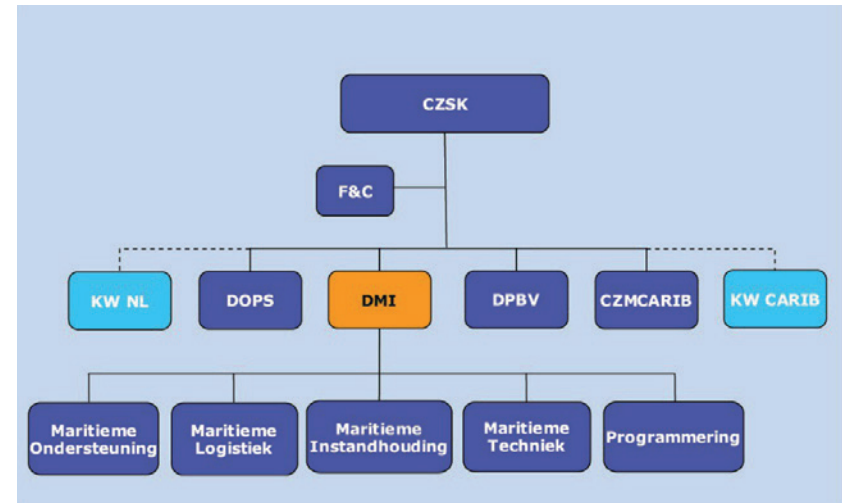 CZSK
F&C
KW NL
DOPS
DMI
DPBV
CZMCARIB
KW CARIB
Maritieme
Ondersteuning
Maritieme
Logistiek
Maritieme
Instandhouding
Maritieme
Techniek
Programmering